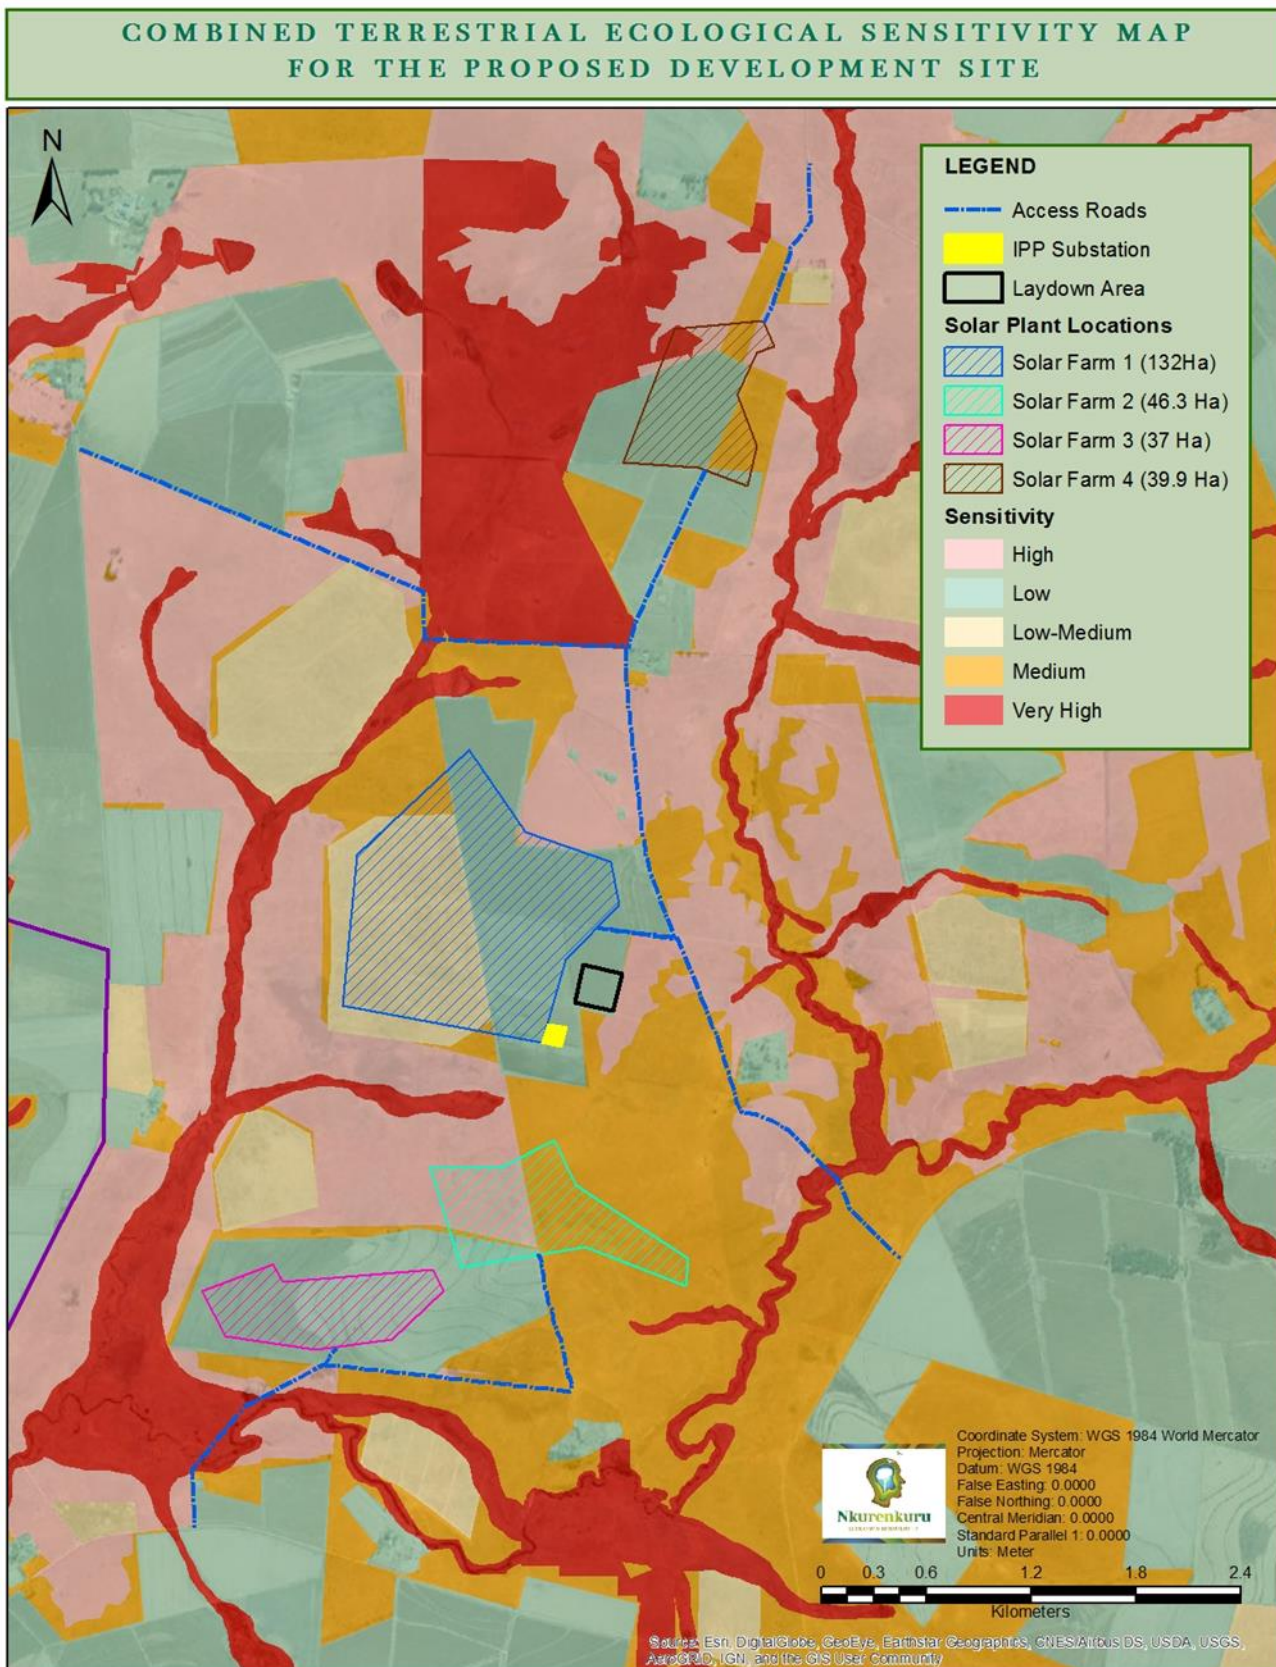 COMBINED TERRESTRIAL ECOLOGICAL SENSITIVITY MAP
FOR THE PROPOSED DEVELOPMENT SITE
N
LEGEND
Access Roads
IPP Substation
Laydown Area
Solar Plant Locations
Solar Farm 1 (132Ha)
Solar Farm 2 (46.3 Ha)
Solar Farm 3 (37 Ha)
Solar Farm 4 (39.9 Ha)
Sensitivity
High
Low
Low-Medium
Medium
Very High
Coordinate System: WGS 1984 World Mercator
Projection: Mercator
Datum: WGS 1984
False Easting: 0.0000
False Northing: 0.0000
Central Meridian: 0.0000
Standard Parallel 1: 0.0000
Units: Meter
Nkurenkuru
0 0.3 0.6 1.2 1.8 2.4
Kilometers
Source: Esri, DigitalGlobe, GeoEye, Earthstar Geographics, CNES/Airbus DS, USDA, USGS,
AeroGRID, IGN, and the GIS User Community